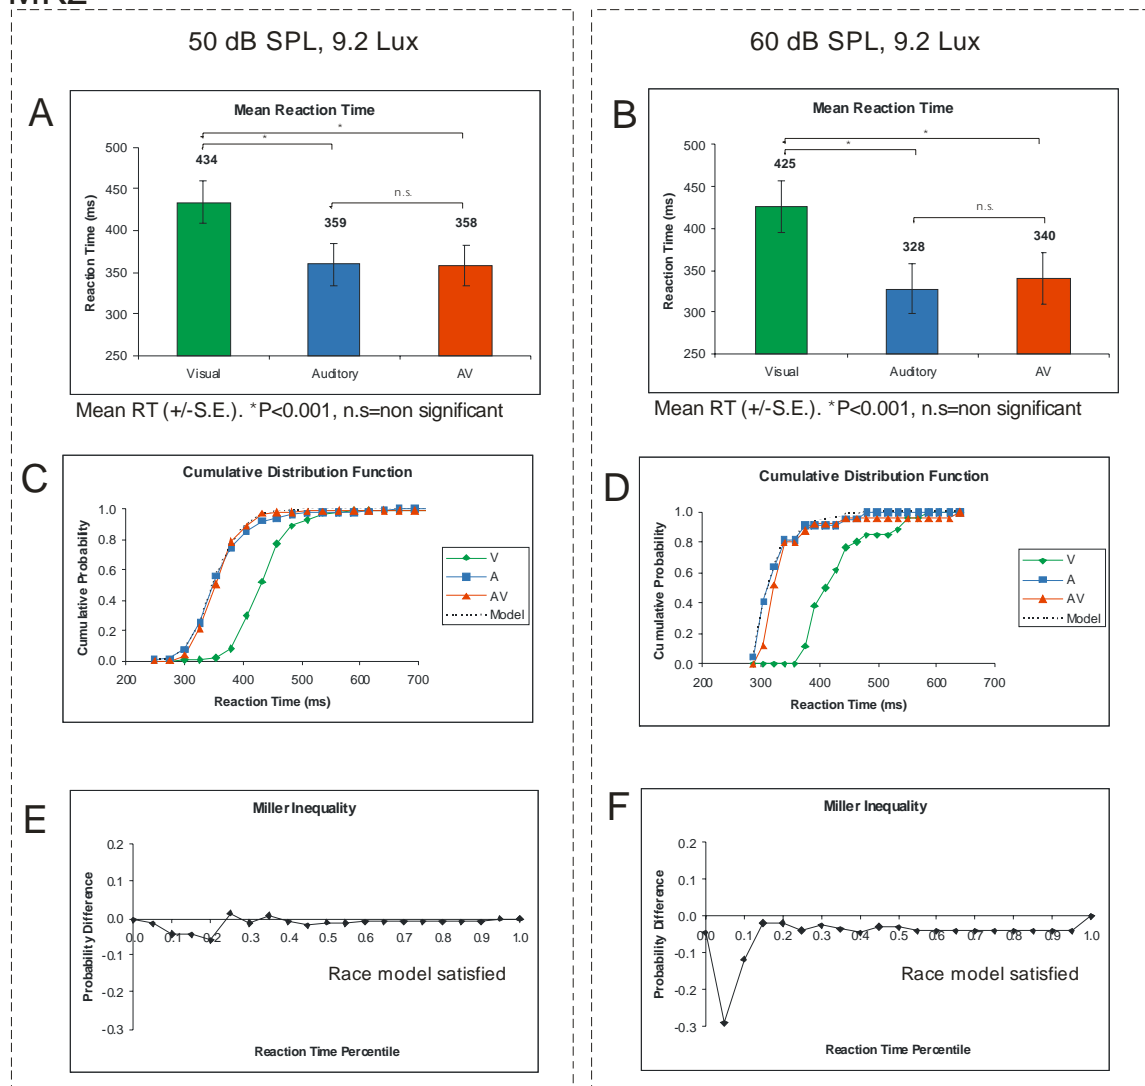 50 dB SPL, 9.2 Lux
A
Mean Reaction Time
Reaction Time (ms)
500
450
400
350
300
250
*
*
n.s.
434
359
358
Visual
Auditory
AV
Mean RT (+/-S.E.). *P<0.001, n.s=non significant
C
Cumulative Distribution Function
Cumulative Probability
1.0
0.8
0.6
0.4
0.2
0.0
200 300 400 500 600 700
Reaction Time (ms)
V
A
AV
Model
E
Miller Inequality
Probability Difference
0.2
0.1
0.0
-0.1
-0.2
-0.3
0.0 0.1 0.2 0.3 0.4 0.5 0.6 0.7 0.8 0.9 1.0
Race model satisfied
Reaction Time Percentile
60 dB SPL, 9.2 Lux
B
Mean Reaction Time
Reaction Time (ms)
500
450
400
350
300
250
*
*
n.s.
425
328
340
Visual
Auditory
AV
Mean RT (+/-S.E.). *P<0.001, n.s=non significant
D
Cumulative Distribution Function
Cumulative Probability
1.0
0.8
0.6
0.4
0.2
0.0
200 300 400 500 600 700
Reaction Time (ms)
V
A
AV
Model
F
Miller Inequality
Probability Difference
0.2
0.1
0.0
-0.1
-0.2
-0.3
0.0 0.1 0.2 0.3 0.4 0.5 0.6 0.7 0.8 0.9 1.0
Race model satisfied
Reaction Time Percentile